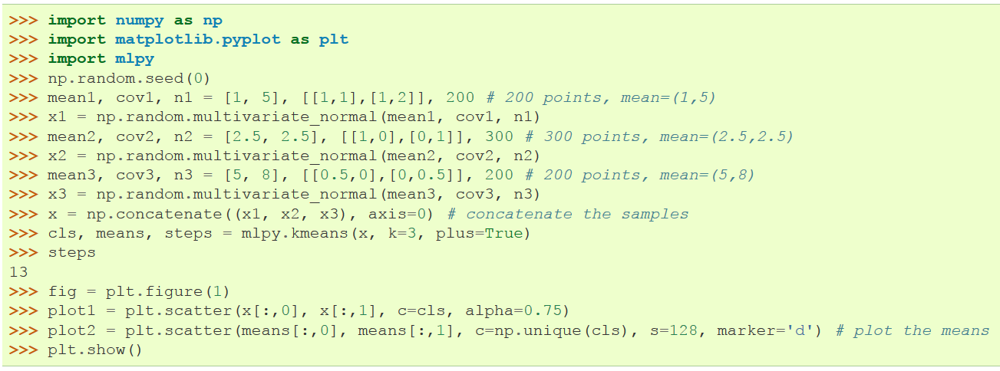 >>> import numpy as np
>>> import matplotlib.pyplot as plt
>>> import mlpy
>>> np.random.seed(0)
>>> mean1, cov1, n1 = [1, 5], [[1,1],[1,2]], 200 # 200 points, mean=(1,5)
>>> x1 = np.random.multivariate_normal(mean1, cov1, n1)
>>> mean2, cov2, n2 = [2.5, 2.5], [[1,0],[0,1]], 300 # 300 points, mean=(2.5,2.5)
>>> x2 = np.random.multivariate_normal(mean2, cov2, n2)
>>> mean3, cov3, n3 = [5, 8], [[0.5,0],[0,0.5]], 200 # 200 points, mean=(5,8)
>>> x3 = np.random.multivariate_normal(mean3, cov3, n3)
>>> x = np.concatenate((x1, x2, x3), axis=0) # concatenate the samples
>>> cls, means, steps = mlpy.kmeans(x, k=3, plus=True)
>>> steps
13
>>> fig = plt.figure(1)
>>> plot1 = plt.scatter(x[:,0], x[:,1], c=cls, alpha=0.75)
>>> plot2 = plt.scatter(means[:,0], means[:,1], c=np.unique(cls), s=128, marker='d') # plot the means
>>> plt.show()